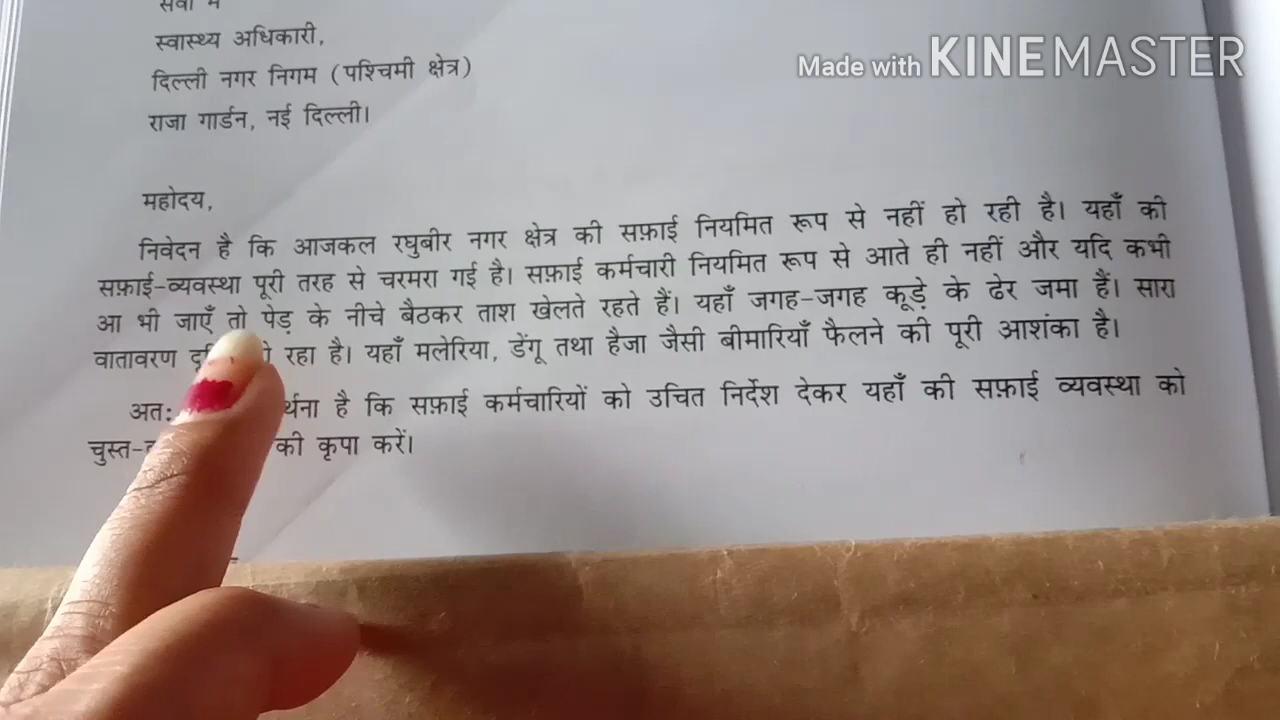 सेवा में
Made with KINEMASTER
स्वास्थ्य अधिकारी,
दिल्ली नगर निगम (पश्चिमी क्षेत्र)
राजा गार्डन, नई दिल्ली।
महोदय,
निवेदन है कि आजकल रघुबीर नगर क्षेत्र की सफ़ाई नियमित रूप से नहीं हो रही है। यहाँ की
सफ़ाई-व्यवस्था पूरी तरह से चरमरा गई है। सफ़ाई कर्मचारी नियमित रूप से आते ही नहीं और यदि कभी
आ भी जाएँ तो पेड़ के नीचे बैठकर ताश खेलते रहते हैं। यहाँ जगह-जगह कूड़े के ढेर जमा हैं। सारा
वातावरण रहा है। यहाँ मलेरिया, डेंगू तथा हैजा जैसी बीमारियाँ फैलने की पूरी आशंका है।
अत: है कि सफ़ाई कर्मचारियों को उचित निर्देश देकर यहाँ की सफ़ाई व्यवस्था को
चुस्त- की कृपा करें।